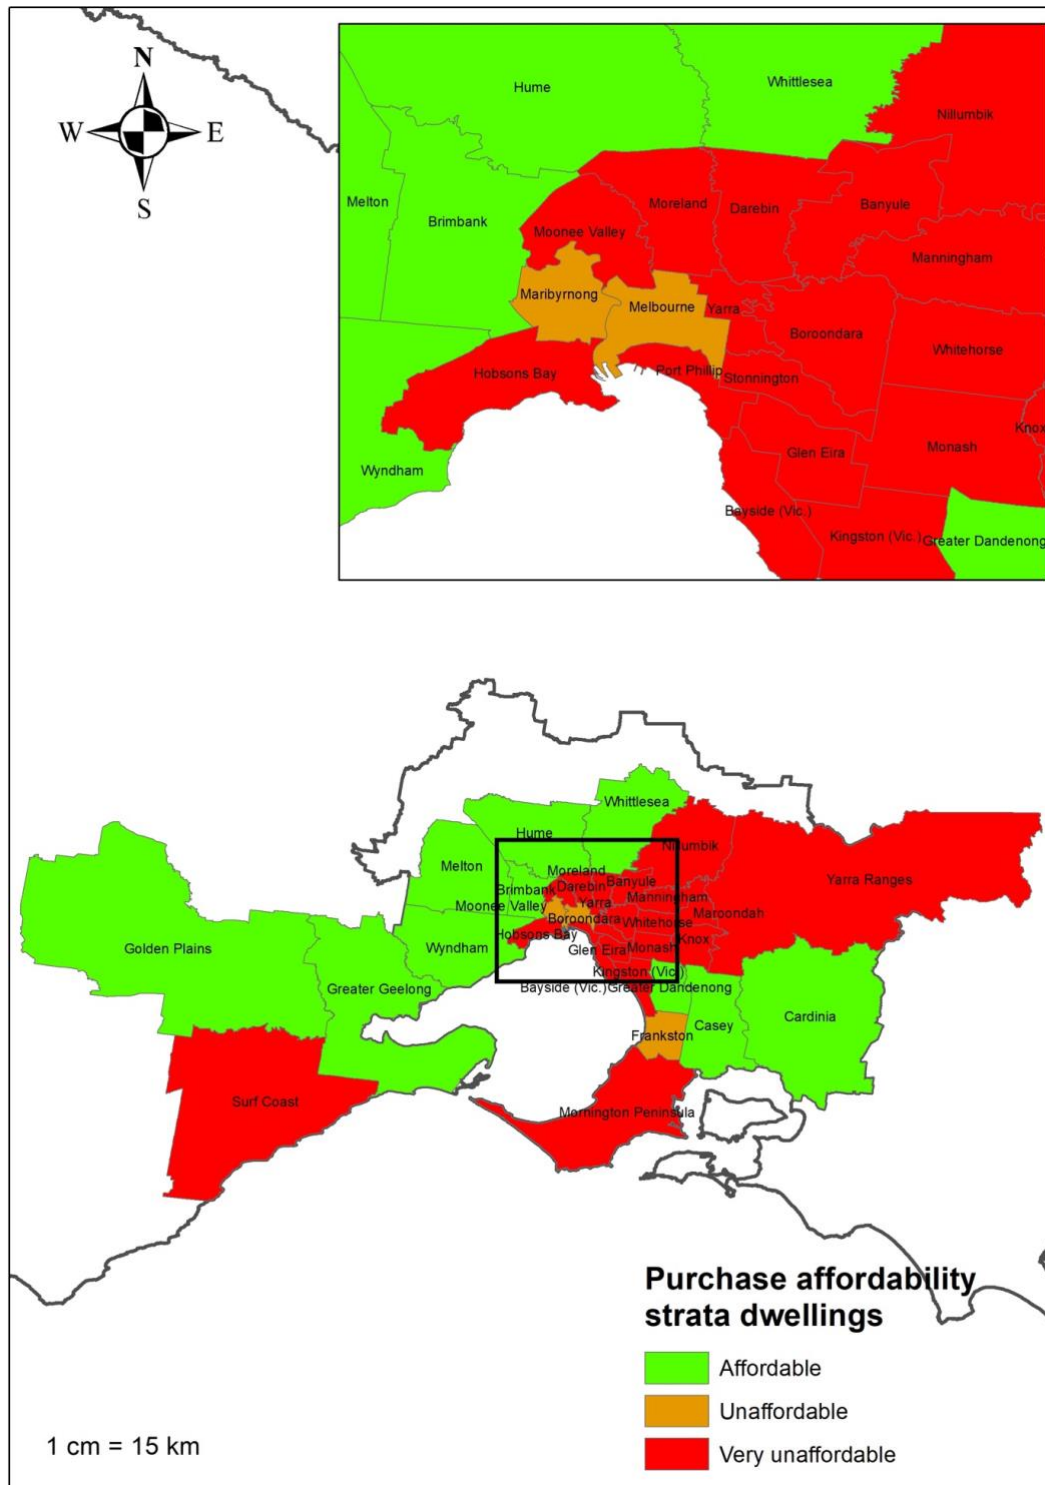 N
W
E
S
Hume
Whittlesea
Nillumbik
Melton
Brimbank
Moreland
Darebin
Banyule
Moonee Valley
Manningham
Maribyrnong
Melbourne
Yarra
Boroondara
Whitehorse
Hobsons Bay
Port Phillip
Stonnington
Knox
Monash
Glen Eira
Wyndham
Bayside (Vic.)
Kingston (Vic.)
Greater Dandenong
Whittlesea
Hume
Nillumbik
Melton
Moreland
Yarra Ranges
Brimbank
Darebin
Banyule
Moonee Valley
Yarra
Manningham
Maroondah
Boroondara
Whitehorse
Golden Plains
Wyndham
Hobsons Bay
Glen Eira
Monash
Knox
Kingston (Vic.)
Greater Geelong
Bayside (Vic.)
Greater Dandenong
Cardinia
Casey
Frankston
Surf Coast
Mornington Peninsula
Purchase affordability
strata dwellings
Affordable
Unaffordable
Very unaffordable
1 cm = 15 km